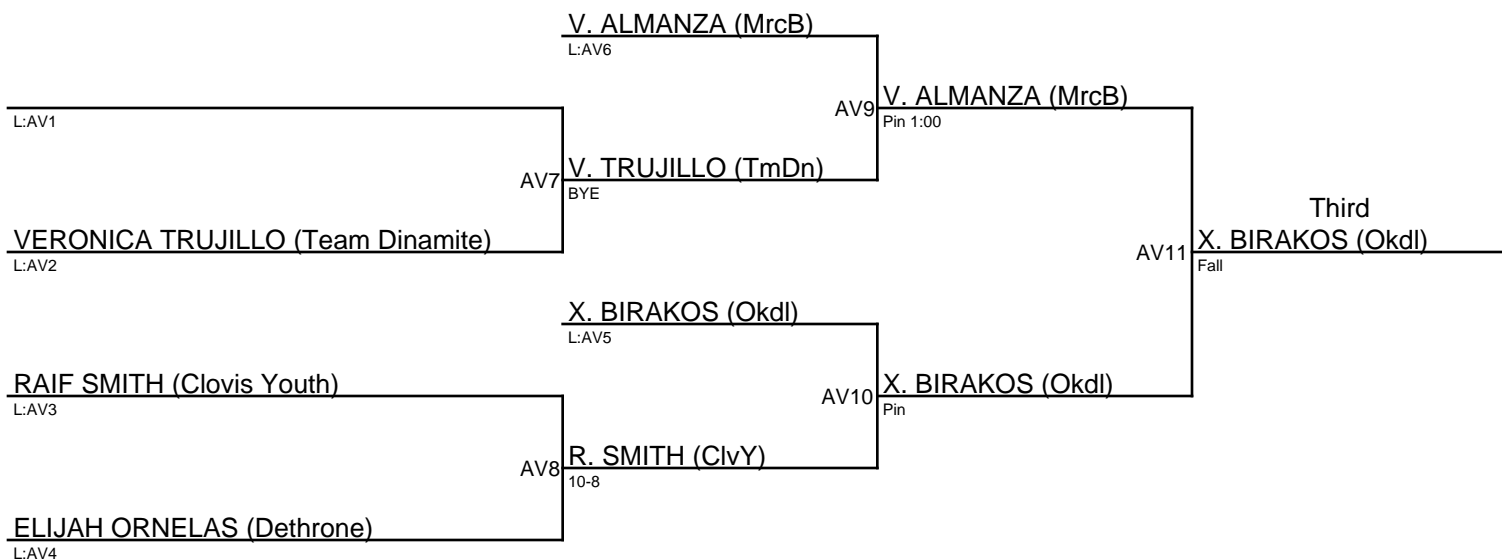 V. ALMANZA (MrcB)
L:AV6
L:AV1
AV9
V. ALMANZA (MrcB)
Pin 1:00
AV7
V. TRUJILLO (TmDn)
BYE
VERONICA TRUJILLO (Team Dinamite)
L:AV2
Third
AV11
X. BIRAKOS (Okdl)
Fall
X. BIRAKOS (Okdl)
L:AV5
RAIF SMITH (Clovis Youth)
L:AV3
AV10
X. BIRAKOS (Okdl)
Pin
AV8
R. SMITH (ClvY)
10-8
ELIJAH ORNELAS (Dethrone)
L:AV4